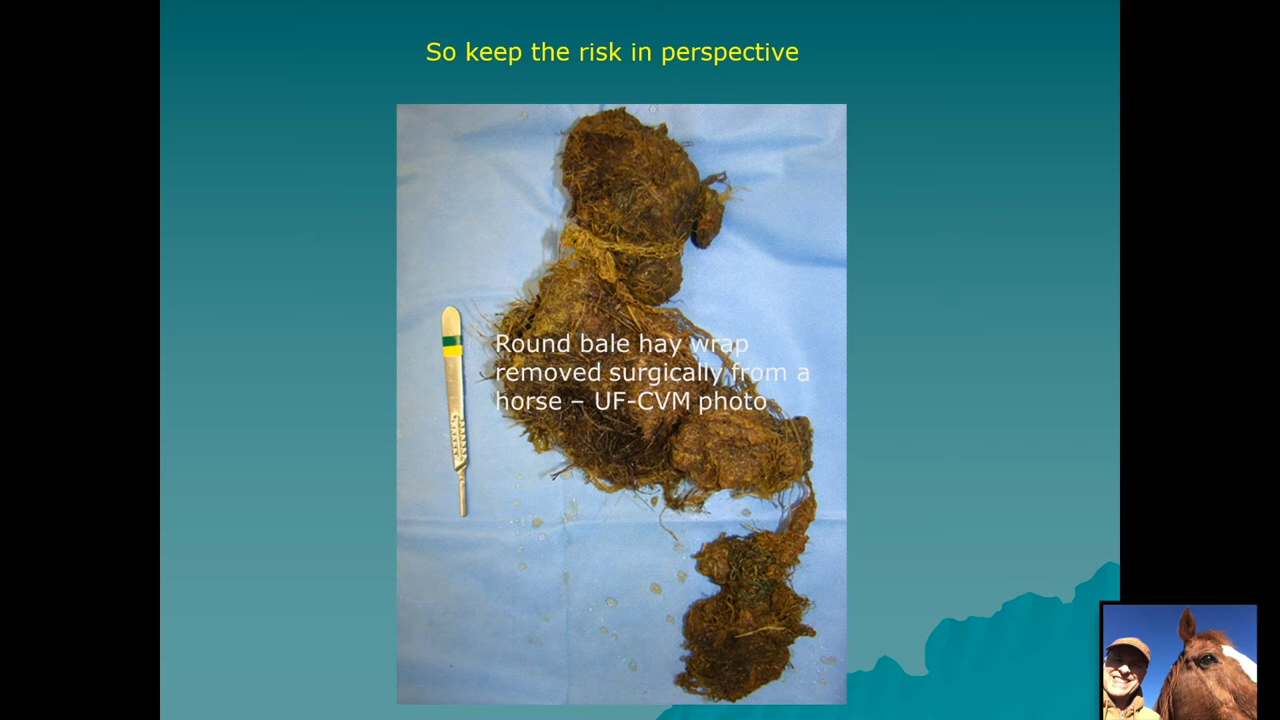 So keep the risk in perspective
Round bale hay wrap
removed surgically from a
horse – UF-CVM photo